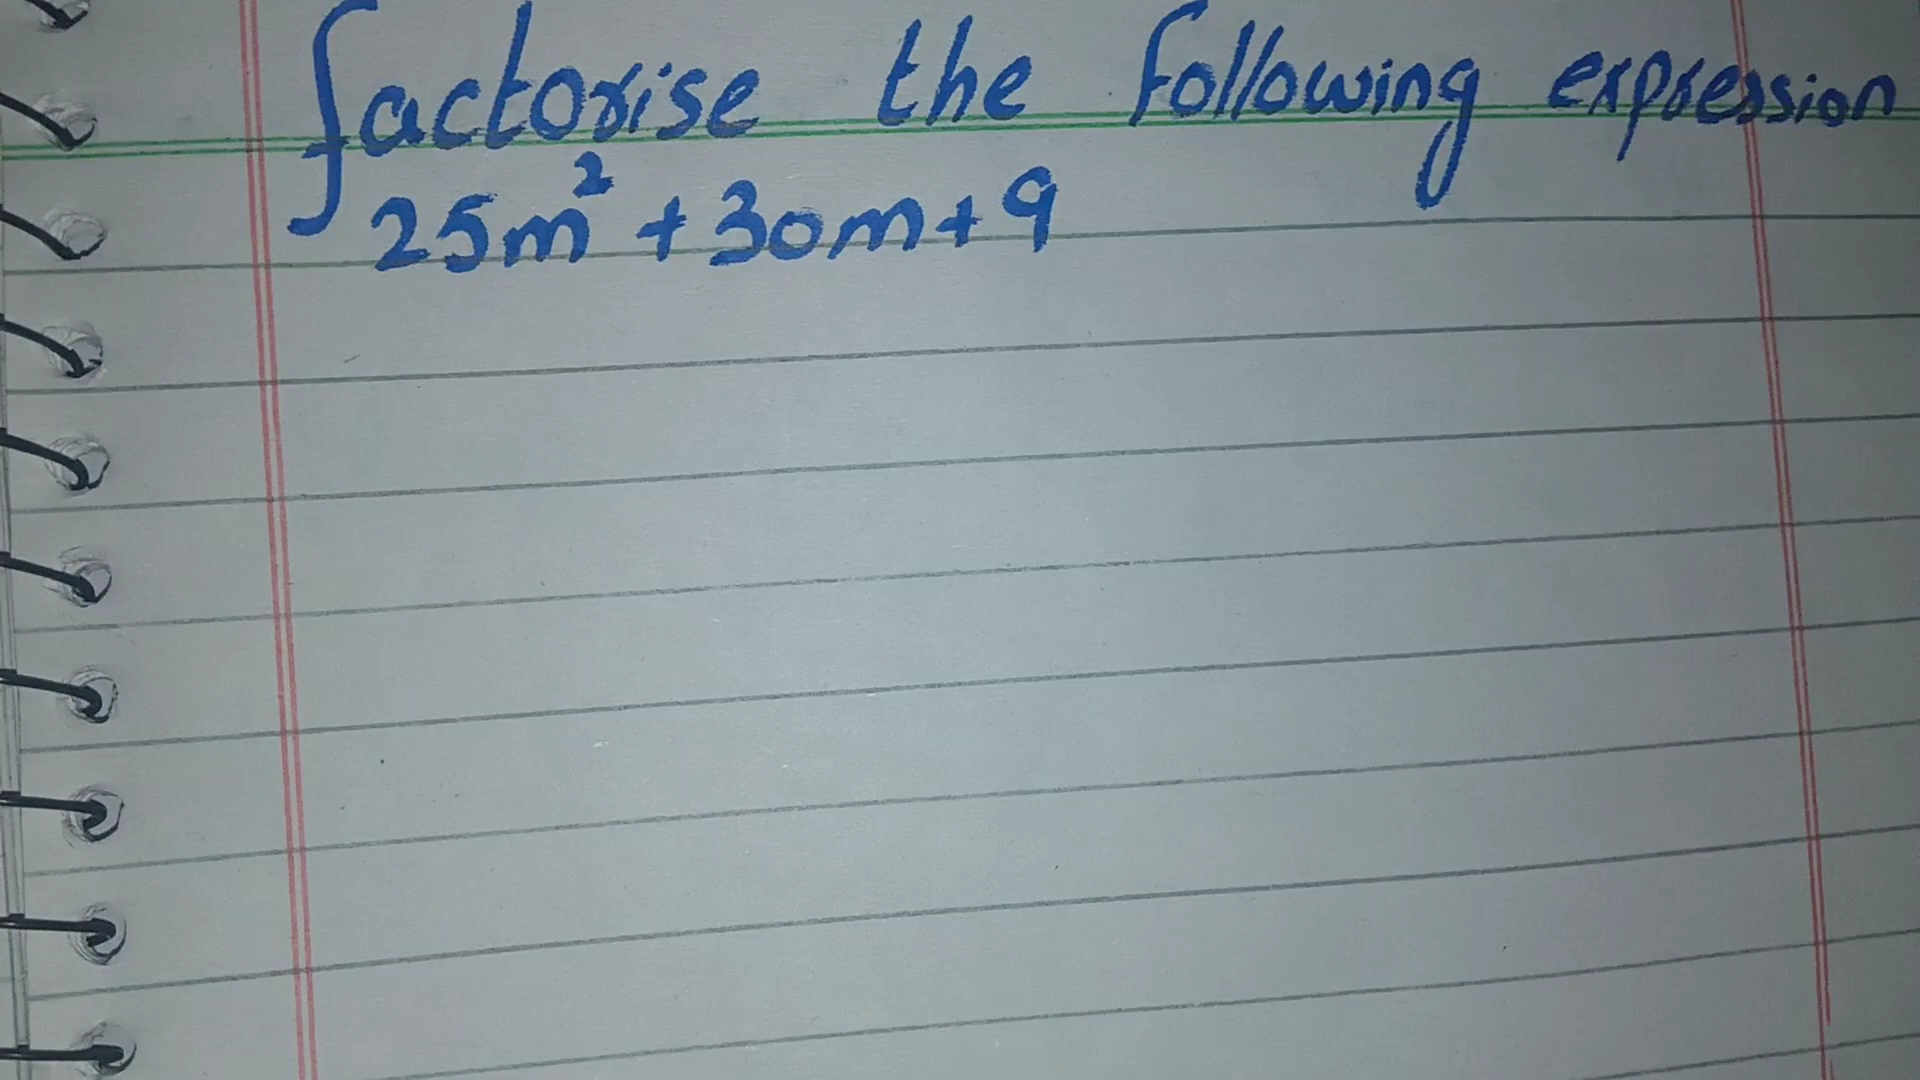 factorise the following expression
25m² + 30m + 9